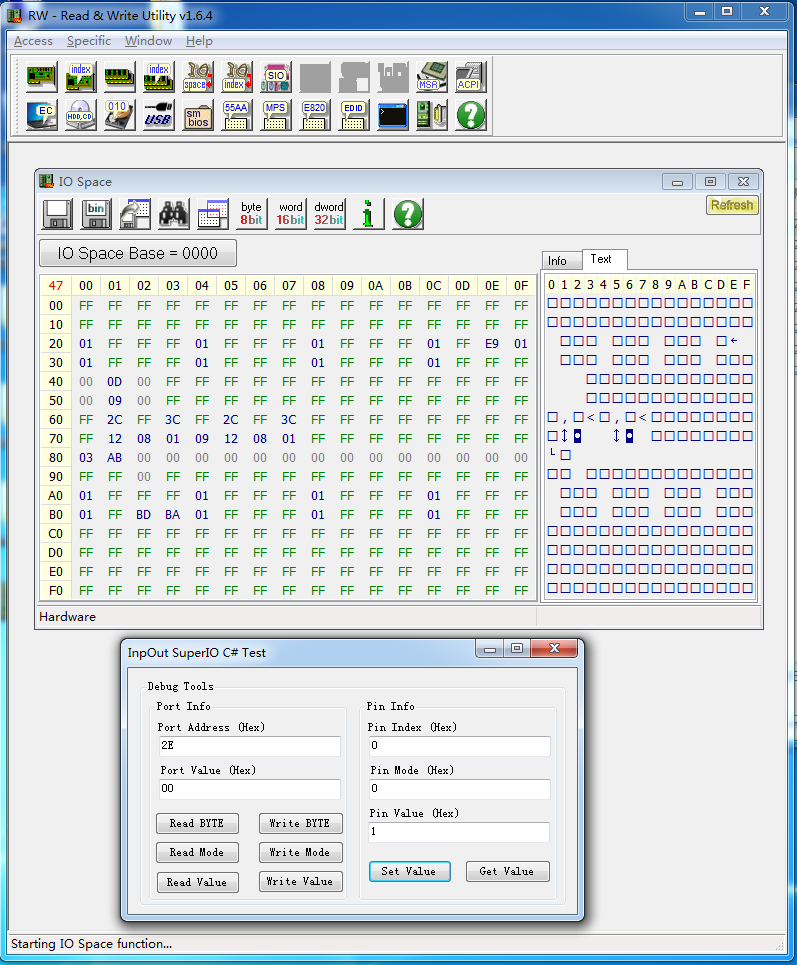 RW - Read & Write Utility v1.6.4
Access Specific Window Help
index index IO space IO index SIO MSR ACPI
EC HDD,CD 010 USB sm bios 55AA MPS E820 EDID
IO Space
bin byte 8bit word 16bit dword 32bit Refresh
IO Space Base = 0000
Info Text
47 00 01 02 03 04 05 06 07 08 09 0A 0B 0C 0D 0E 0F
0 1 2 3 4 5 6 7 8 9 A B C D E F
00 FF FF FF FF FF FF FF FF FF FF FF FF FF FF FF FF
10 FF FF FF FF FF FF FF FF FF FF FF FF FF FF FF FF
20 01 FF FF FF 01 FF FF FF 01 FF FF FF 01 FF E9 01
30 01 FF FF FF 01 FF FF FF 01 FF FF FF 01 FF FF FF
40 00 0D 00 FF FF FF FF FF FF FF FF FF FF FF FF FF
50 00 09 00 FF FF FF FF FF FF FF FF FF FF FF FF FF
60 FF 2C FF 3C FF 2C FF 3C FF FF FF FF FF FF FF FF
70 FF 12 08 01 09 12 08 01 FF FF FF FF FF FF FF FF
80 03 AB 00 00 00 00 00 00 00 00 00 00 00 00 00 00
90 FF FF 00 FF FF FF FF FF FF FF FF FF FF FF FF FF
A0 01 FF FF FF 01 FF FF FF 01 FF FF FF 01 FF FF FF
B0 01 FF BD BA 01 FF FF FF 01 FF FF FF 01 FF FF FF
C0 FF FF FF FF FF FF FF FF FF FF FF FF FF FF FF FF
D0 FF FF FF FF FF FF FF FF FF FF FF FF FF FF FF FF
E0 FF FF FF FF FF FF FF FF FF FF FF FF FF FF FF FF
F0 FF FF FF FF FF FF FF FF FF FF FF FF FF FF FF FF
Hardware
InpOut SuperIO C# Test
Debug Tools
Port Info
Port Address (Hex)
2E
Port Value (Hex)
00
Read BYTE Write BYTE
Read Mode Write Mode
Read Value Write Value
Pin Info
Pin Index (Hex)
0
Pin Mode (Hex)
0
Pin Value (Hex)
1
Set Value Get Value
Starting IO Space function...